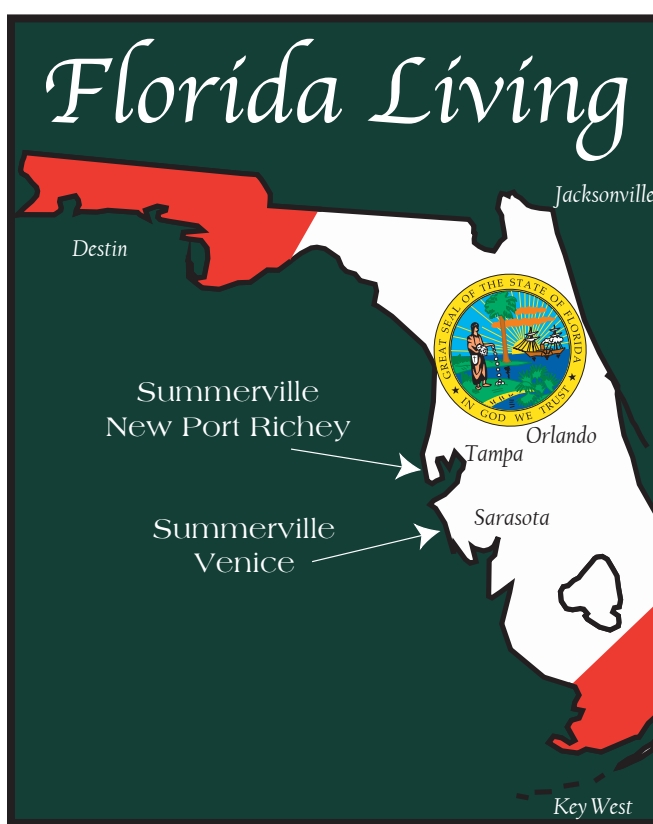 Florida Living
Jacksonville
Destin
GREAT SEAL OF THE STATE OF FLORIDA
IN GOD WE TRUST
Summerville
New Port Richey
Orlando
Tampa
Summerville
Venice
Sarasota
Key West